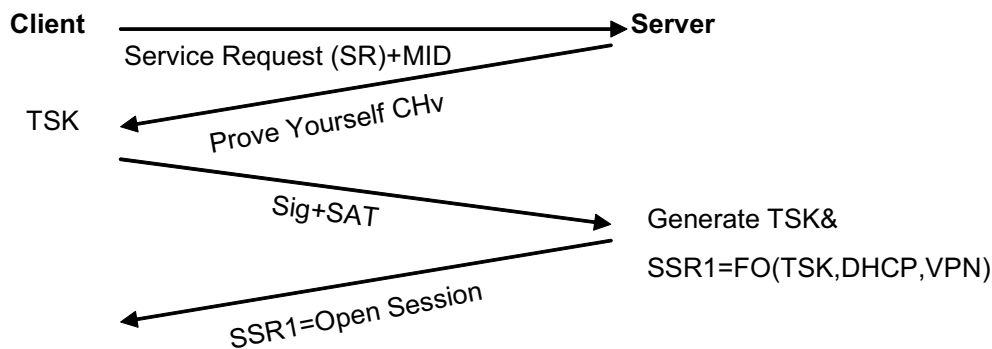 Client
Server
Service Request (SR)+MID
TSK
Prove Yourself CHv
Sig+SAT
Generate TSK&
SSR1=FO(TSK,DHCP,VPN)
SSR1=Open Session